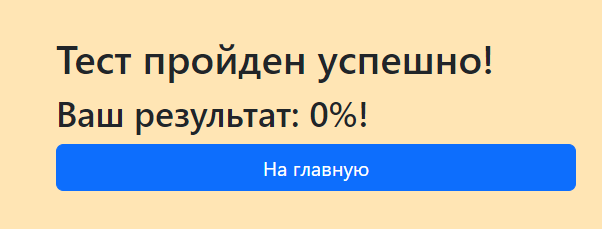 Тест пройден успешно!
Ваш результат: 0%!
На главную